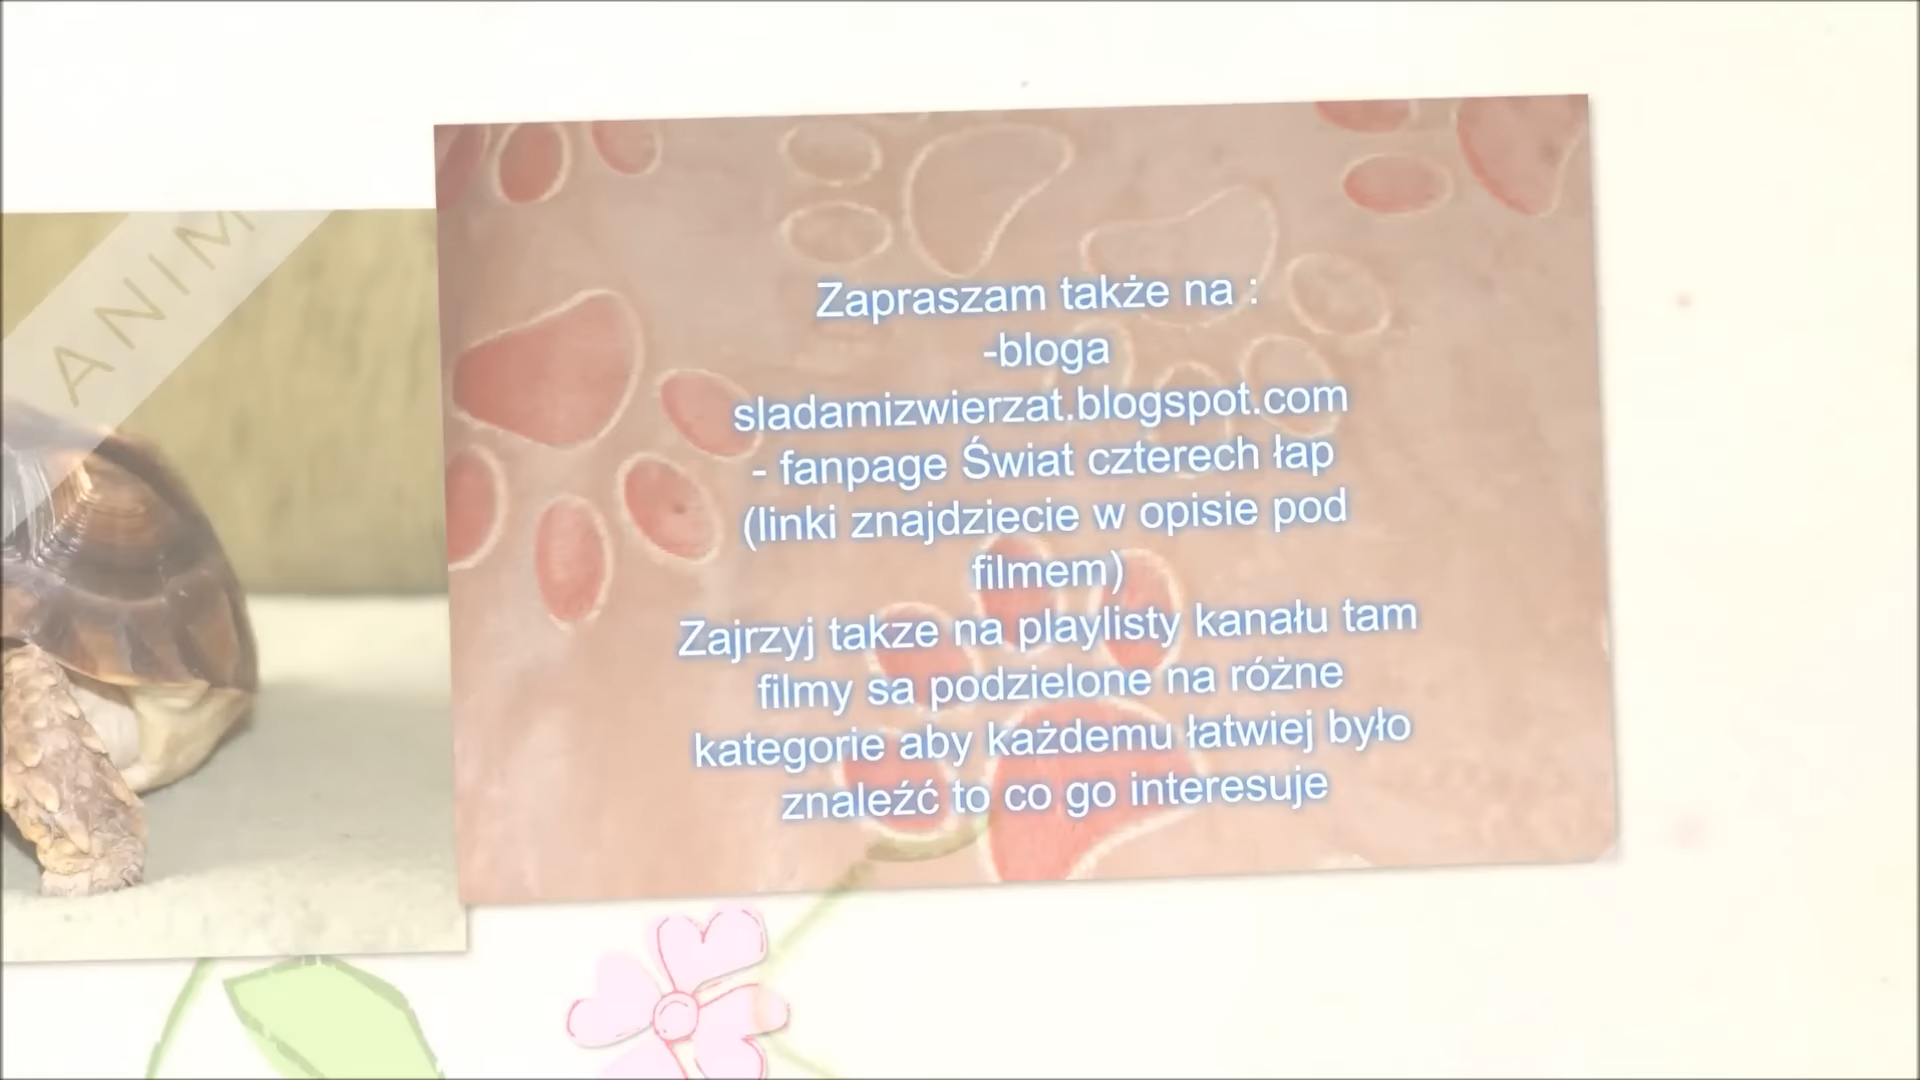 ANIM
Zapraszam także na :
-bloga
sladamizwierzat.blogspot.com
- fanpage Świat czterech łap
(linki znajdziecie w opisie pod
filmem)
Zajrzyj takze na playlisty kanału tam
filmy sa podzielone na różne
kategorie aby każdemu łatwiej było
znaleźć to co go interesuje